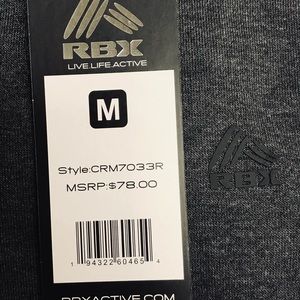 RBX
LIVE.LIFE.ACTIVE
M
Style:CRM7033R
MSRP:$78.00
1 94322 60465 4
RBXACTIVE.COM
RBX